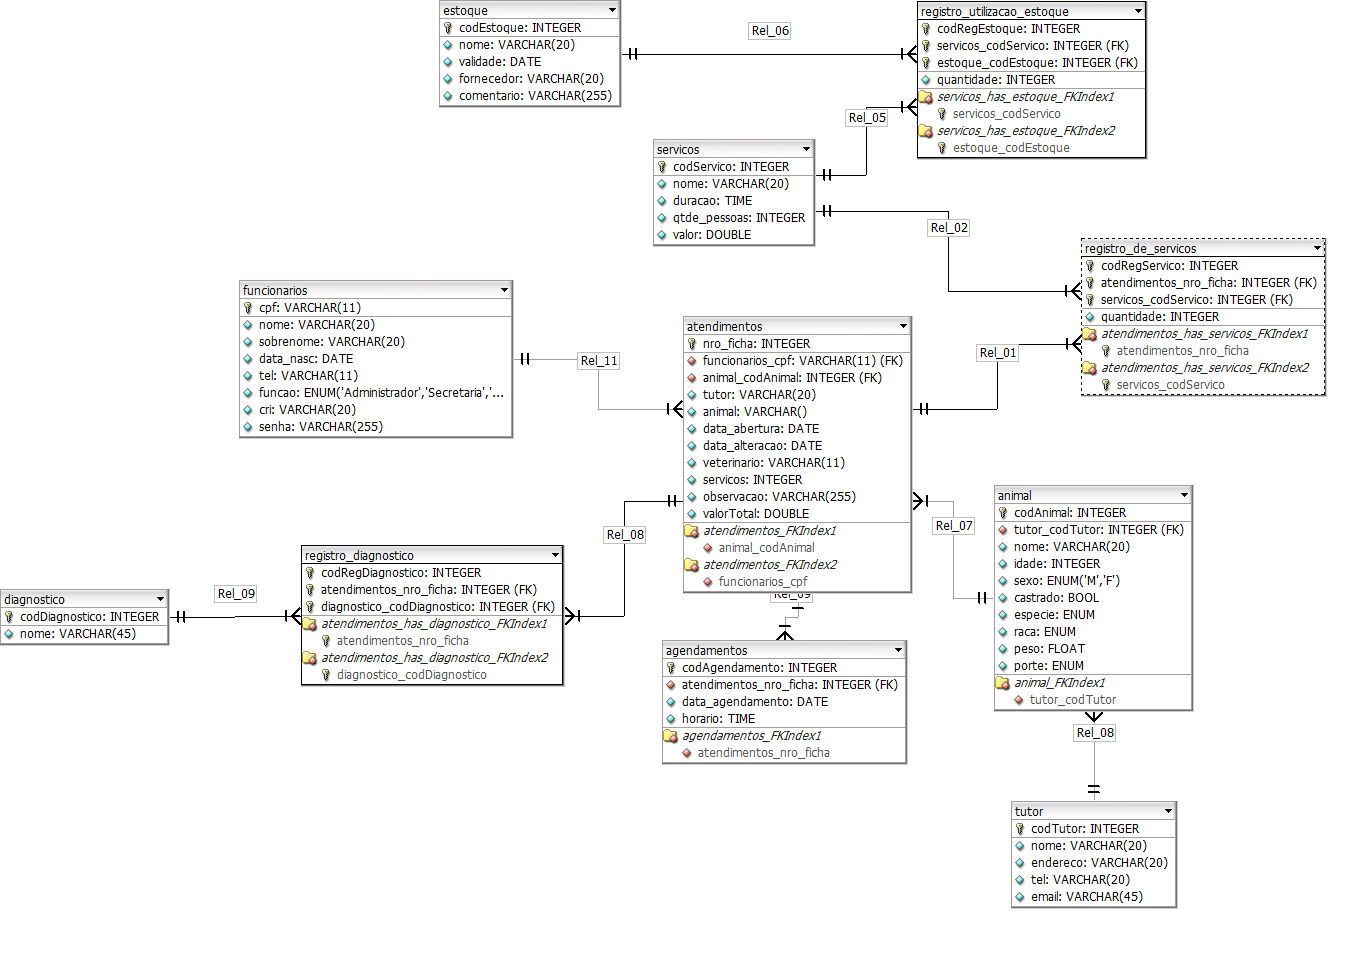 estoque
codEstoque: INTEGER
nome: VARCHAR(20)
validade: DATE
fornecedor: VARCHAR(20)
comentario: VARCHAR(255)
Rel_06
registro_utilizacao_estoque
codRegEstoque: INTEGER
servicos_codServico: INTEGER (FK)
estoque_codEstoque: INTEGER (FK)
quantidade: INTEGER
servicos_has_estoque_FKIndex1
servicos_codServico
servicos_has_estoque_FKIndex2
estoque_codEstoque
Rel_05
servicos
codServico: INTEGER
nome: VARCHAR(20)
duracao: TIME
qtde_pessoas: INTEGER
valor: DOUBLE
Rel_02
registro_de_servicos
codRegServico: INTEGER
atendimentos_nro_ficha: INTEGER (FK)
servicos_codServico: INTEGER (FK)
quantidade: INTEGER
atendimentos_has_servicos_FKIndex1
atendimentos_nro_ficha
atendimentos_has_servicos_FKIndex2
servicos_codServico
Rel_01
funcionarios
cpf: VARCHAR(11)
nome: VARCHAR(20)
sobrenome: VARCHAR(20)
data_nasc: DATE
tel: VARCHAR(11)
funcao: ENUM('Administrador','Secretaria','...
cri: VARCHAR(20)
senha: VARCHAR(255)
Rel_11
atendimentos
nro_ficha: INTEGER
funcionarios_cpf: VARCHAR(11) (FK)
animal_codAnimal: INTEGER (FK)
tutor: VARCHAR(20)
animal: VARCHAR()
data_abertura: DATE
data_alteracao: DATE
veterinario: VARCHAR(11)
servicos: INTEGER
observacao: VARCHAR(255)
valorTotal: DOUBLE
atendimentos_FKIndex1
animal_codAnimal
atendimentos_FKIndex2
funcionarios_cpf
Rel_07
animal
codAnimal: INTEGER
tutor_codTutor: INTEGER (FK)
nome: VARCHAR(20)
idade: INTEGER
sexo: ENUM('M','F')
castrado: BOOL
especie: ENUM
raca: ENUM
peso: FLOAT
porte: ENUM
animal_FKIndex1
tutor_codTutor
Rel_08
registro_diagnostico
codRegDiagnostico: INTEGER
atendimentos_nro_ficha: INTEGER (FK)
diagnostico_codDiagnostico: INTEGER (FK)
atendimentos_has_diagnostico_FKIndex1
atendimentos_nro_ficha
atendimentos_has_diagnostico_FKIndex2
diagnostico_codDiagnostico
Rel_09
diagnostico
codDiagnostico: INTEGER
nome: VARCHAR(45)
Rel_09
agendamentos
codAgendamento: INTEGER
atendimentos_nro_ficha: INTEGER (FK)
data_agendamento: DATE
horario: TIME
agendamentos_FKIndex1
atendimentos_nro_ficha
Rel_08
tutor
codTutor: INTEGER
nome: VARCHAR(20)
endereco: VARCHAR(20)
tel: VARCHAR(20)
email: VARCHAR(45)